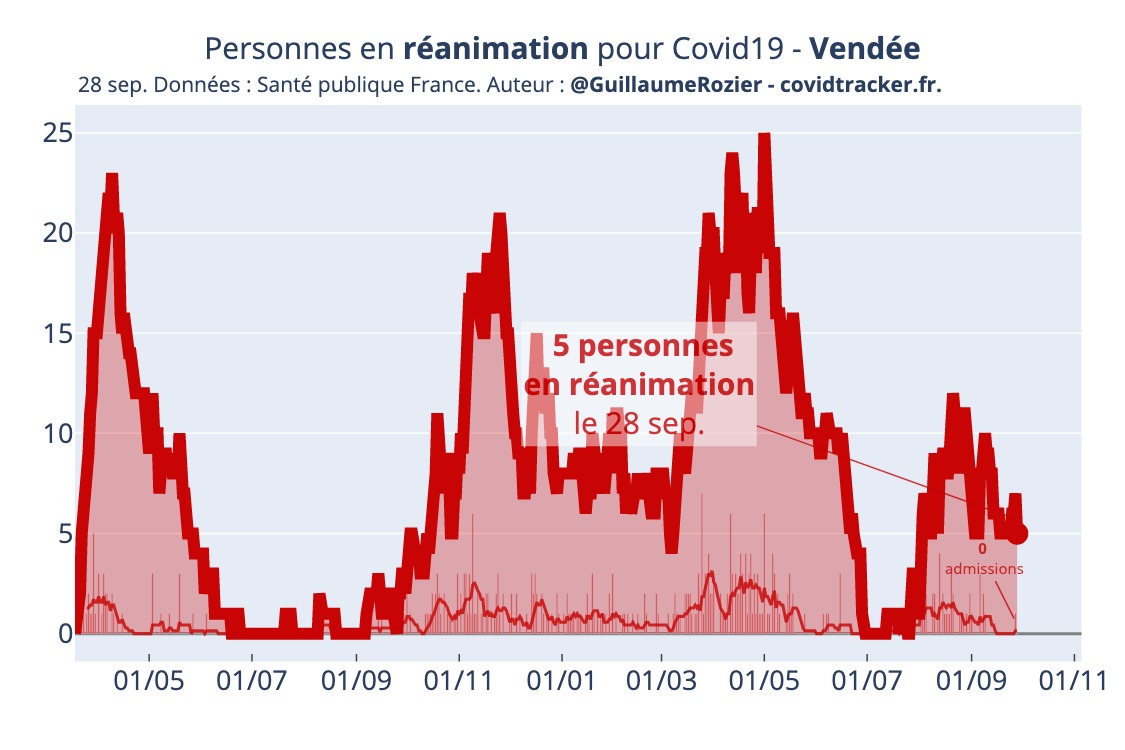 Personnes en réanimation pour Covid19 - Vendée
28 sep. Données : Santé publique France. Auteur : @GuillaumeRozier - covidtracker.fr.
25
20
15
10
5
0
5 personnes
en réanimation
le 28 sep.
0
admissions
01/05
01/07
01/09
01/11
01/01
01/03
01/05
01/07
01/09
01/11